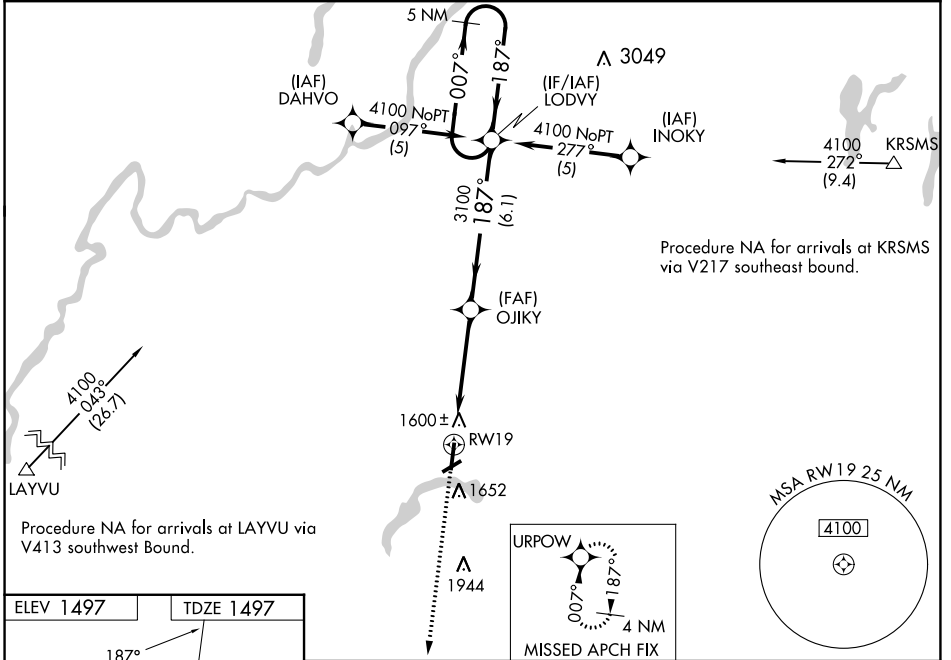 5 NM
007°
187°
3049
(IAF)
DAHVO
(IF/IAF)
LODVY
4100 NoPT
097°
(5)
4100 NoPT
277°
(5)
(IAF)
INOKY
4100
272°
(9.4)
KRSMS
3100
187°
(6.1)
Procedure NA for arrivals at KRSMS
via V217 southeast bound.
(FAF)
OJIKY
4100
043°
(26.7)
LAYVU
1600±
RW19
1652
1944
Procedure NA for arrivals at LAYVU via
V413 southwest Bound.
MSA RW19 25 NM
4100
URPOW
007°
187°
4 NM
MISSED APCH FIX
ELEV 1497
TDZE 1497
187°